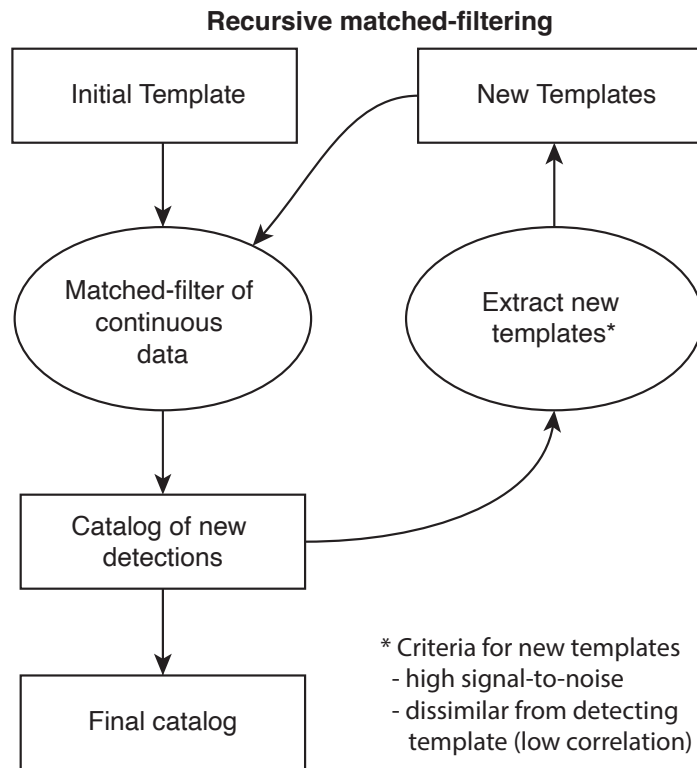 Recursive matched-filtering
Initial Template
New Templates
Matched-filter of
continuous
data
Extract new
templates*
Catalog of new
detections
Final catalog
* Criteria for new templates
- high signal-to-noise
- dissimilar from detecting
template (low correlation)